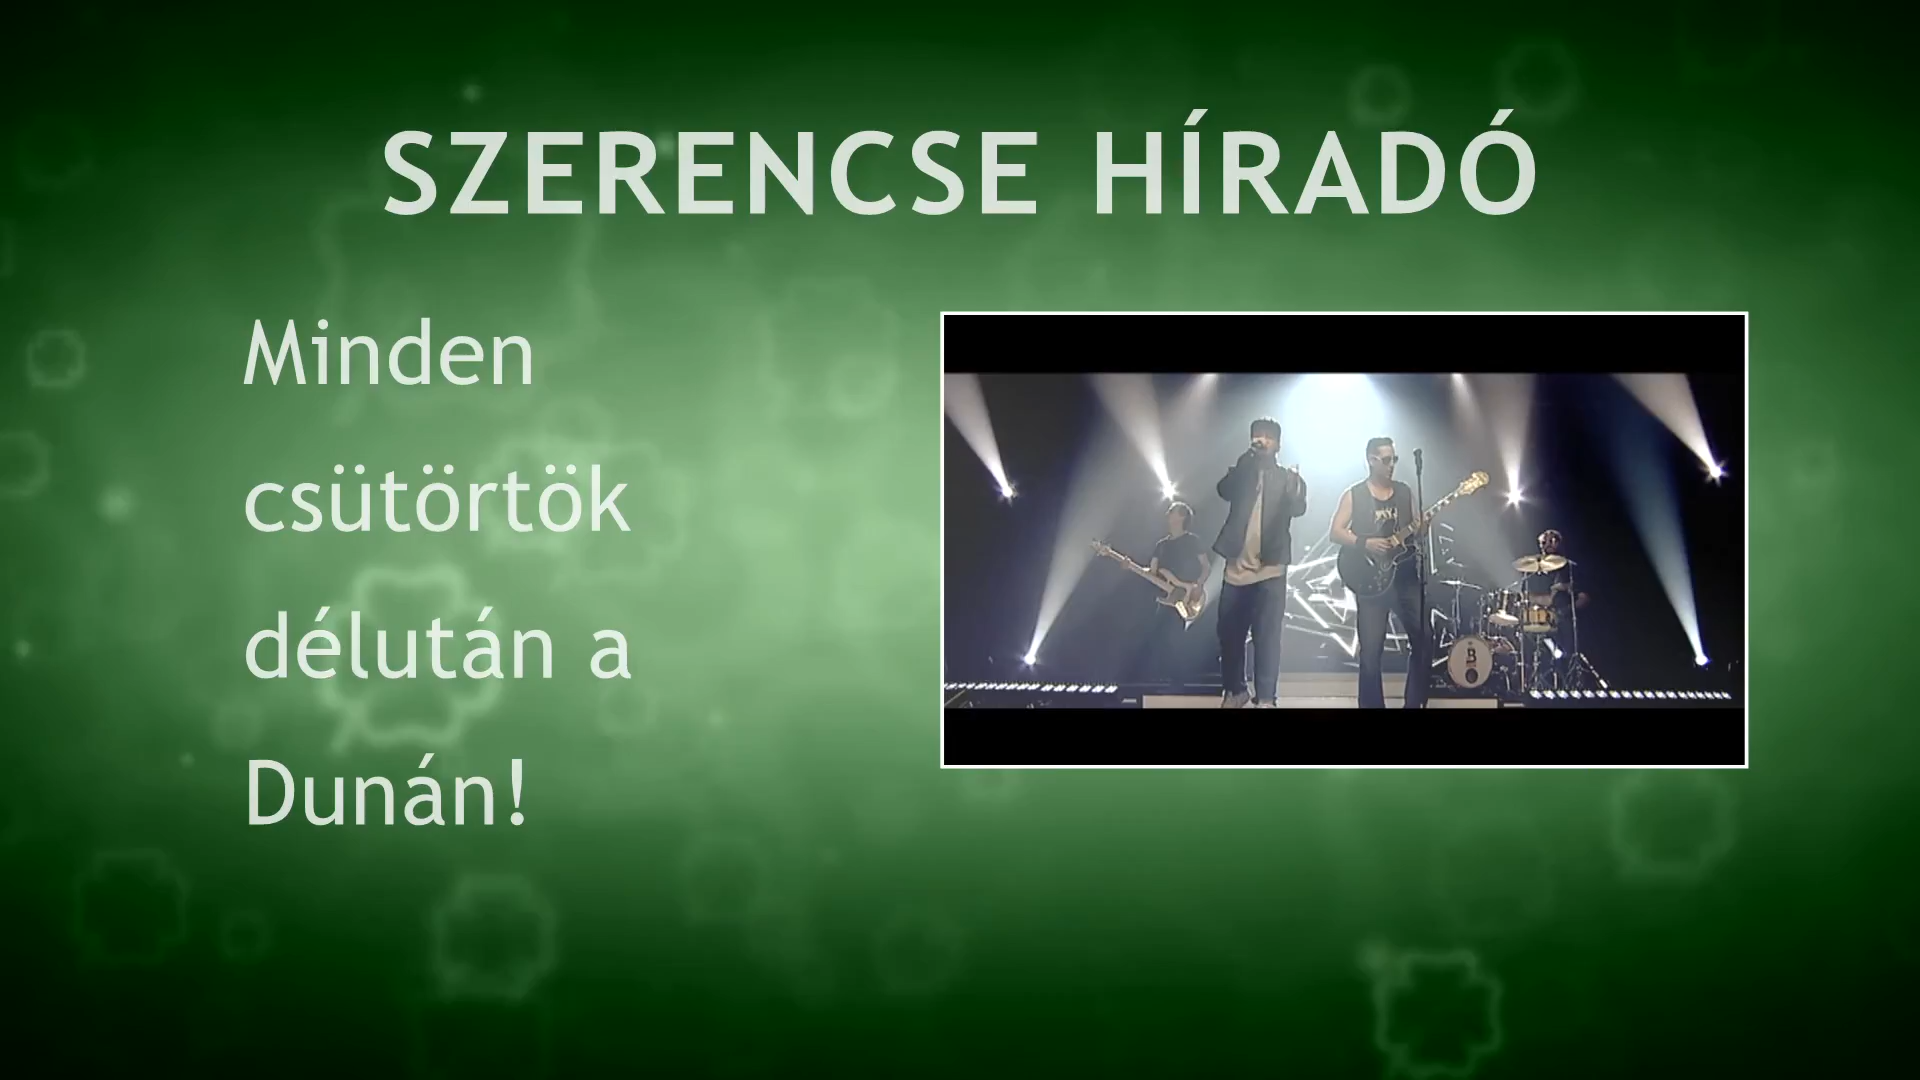 SZERENCSE HÍRADÓ
Minden
csütörtök
délután a
Dunán!
B